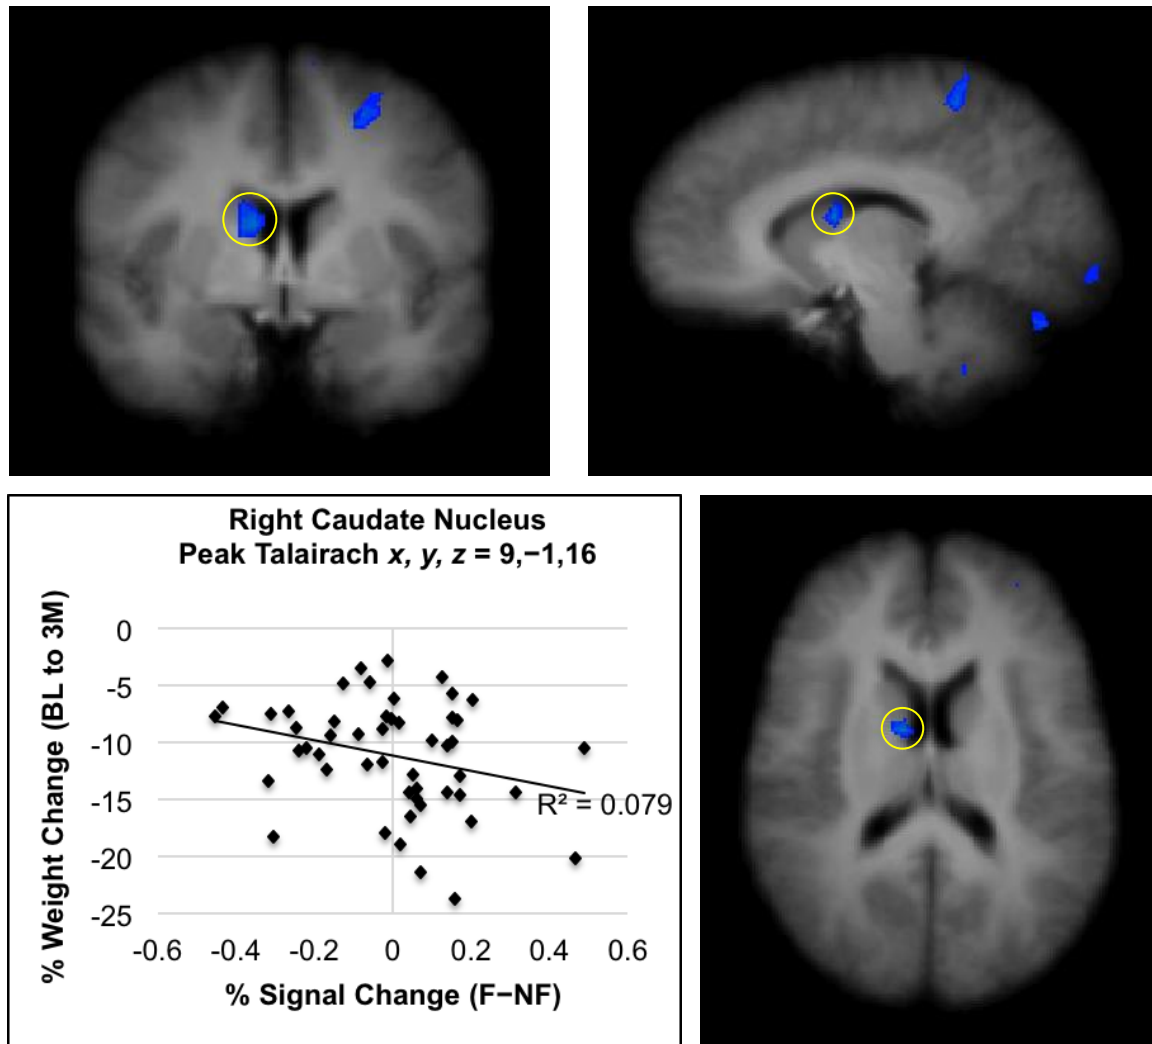 Right Caudate Nucleus
Peak Talairach x, y, z = 9,−1,16
% Weight Change (BL to 3M)
0
-5
-10
-15
-20
-25
R² = 0.079
-0.6 -0.4 -0.2 0 0.2 0.4 0.6
% Signal Change (F−NF)